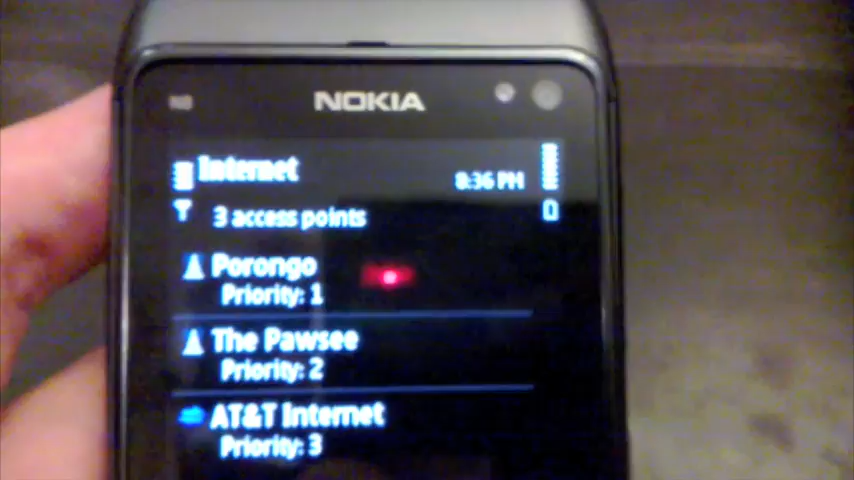 N8
NOKIA
Internet
8:36 PM
3 access points
Porongo
Priority: 1
The Pawsee
Priority: 2
AT&T Internet
Priority: 3